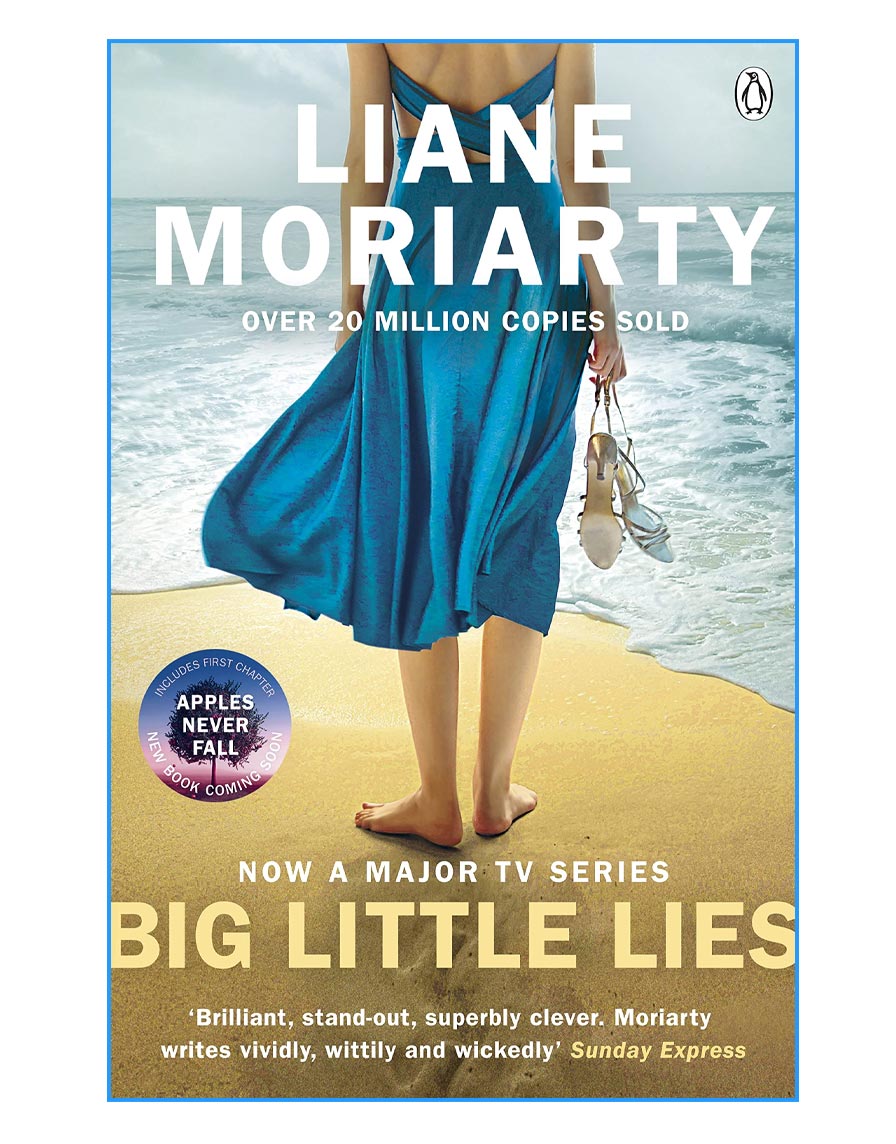 LIANE
MORIARTY
OVER 20 MILLION COPIES SOLD
INCLUDES FIRST CHAPTER
APPLES
NEVER
FALL
NEW BOOK COMING SOON
NOW A MAJOR TV SERIES
BIG LITTLE LIES
‘Brilliant, stand-out, superbly clever. Moriarty
writes vividly, wittily and wickedly’ Sunday Express